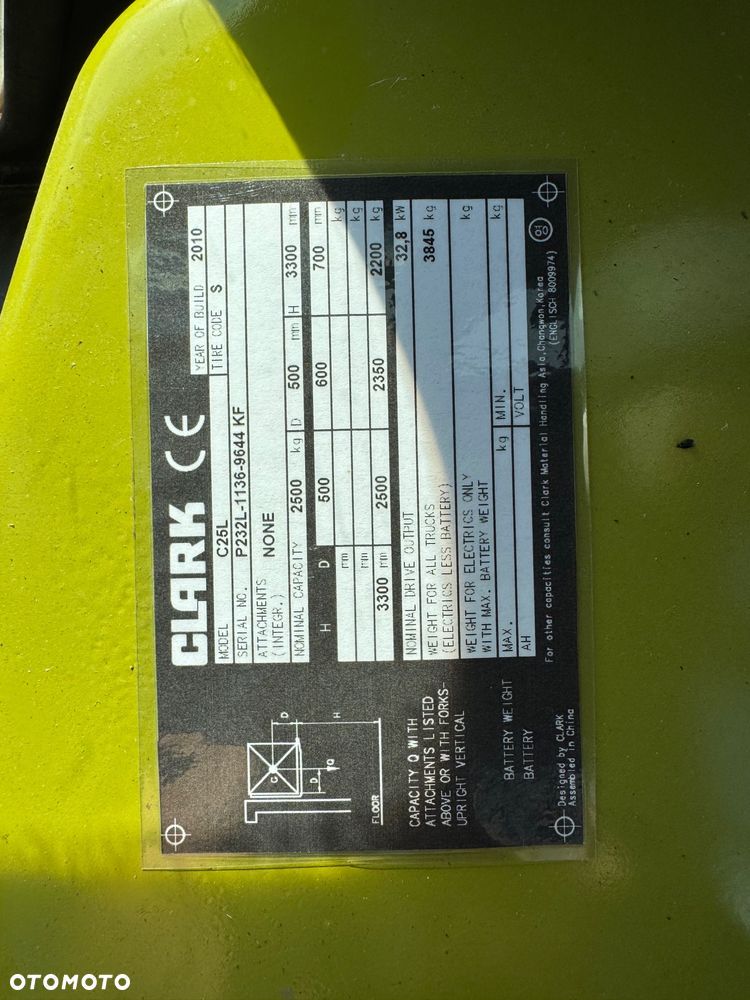 CLARK CE
MODEL C25L YEAR OF BUILD 2010
SERIAL NO. P232L-1136-9644 KF TIRE CODE S
ATTACHMENTS
(INTEGR.) NONE
NOMINAL CAPACITY 2500 kg D 500 mm H 3300 mm
H D 500 600 700 mm
mm kg
mm kg
3300 mm 2500 2350 2200 kg
NOMINAL DRIVE OUTPUT 32,8 kW
WEIGHT FOR ALL TRUCKS
(ELECTRICS LESS BATTERY) 3845 kg
WEIGHT FOR ELECTRICS ONLY
WITH MAX. BATTERY WEIGHT kg
BATTERY WEIGHT MAX. kg MIN. kg
BATTERY AH VOLT
D
G
Q
D
H
FLOOR
CAPACITY Q WITH
ATTACHMENTS LISTED
ABOVE OR WITH FORKS-
UPRIGHT VERTICAL
Designed by CLARK
Assembled in China
For other capacities consult Clark Material Handling Asia,Changwon,Korea
(ENGLISCH 8009974)
영
OTOMOTO